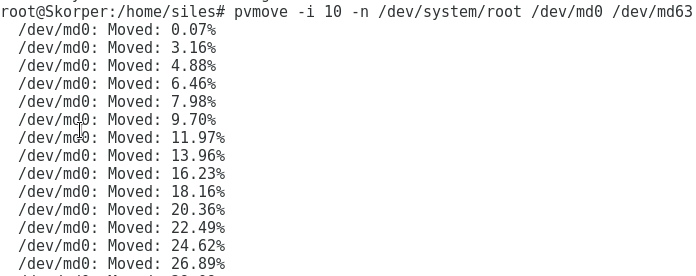 root@Skorper:/home/siles# pvmove -i 10 -n /dev/system/root /dev/md0 /dev/md63
/dev/md0: Moved: 0.07%
/dev/md0: Moved: 3.16%
/dev/md0: Moved: 4.88%
/dev/md0: Moved: 6.46%
/dev/md0: Moved: 7.98%
/dev/md0: Moved: 9.70%
/dev/md0: Moved: 11.97%
/dev/md0: Moved: 13.96%
/dev/md0: Moved: 16.23%
/dev/md0: Moved: 18.16%
/dev/md0: Moved: 20.36%
/dev/md0: Moved: 22.49%
/dev/md0: Moved: 24.62%
/dev/md0: Moved: 26.89%